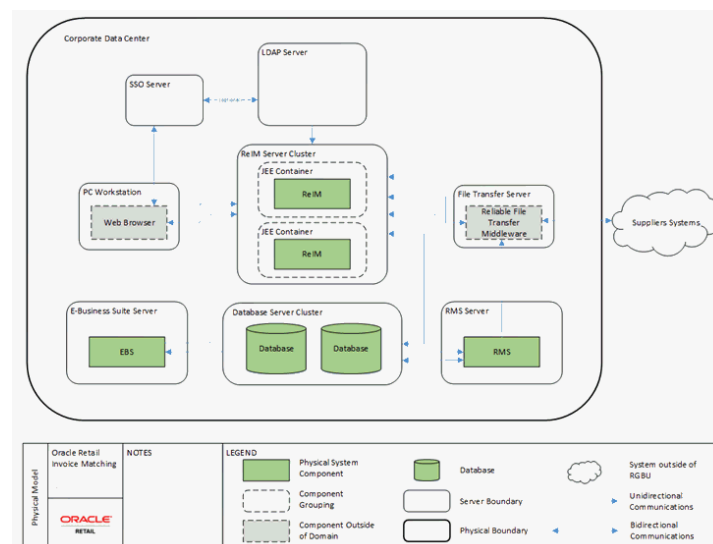 Corporate Data Center
LDAP Server
SSO Server
ReIM Server Cluster
JEE Container
ReIM
JEE Container
ReIM
PC Workstation
Web Browser
File Transfer Server
Reliable File
Transfer
Middleware
Suppliers Systems
E-Business Suite Server
EBS
Database Server Cluster
Database
Database
RMS Server
RMS
Physical Model
Oracle Retail
Invoice Matching
ORACLE
RETAIL
NOTES
LEGEND
Physical System
Component
Component
Grouping
Component Outside
of Domain
Database
Server Boundary
Physical Boundary
System outside of
RGBU
Unidirectional
Communications
Bidirectional
Communications